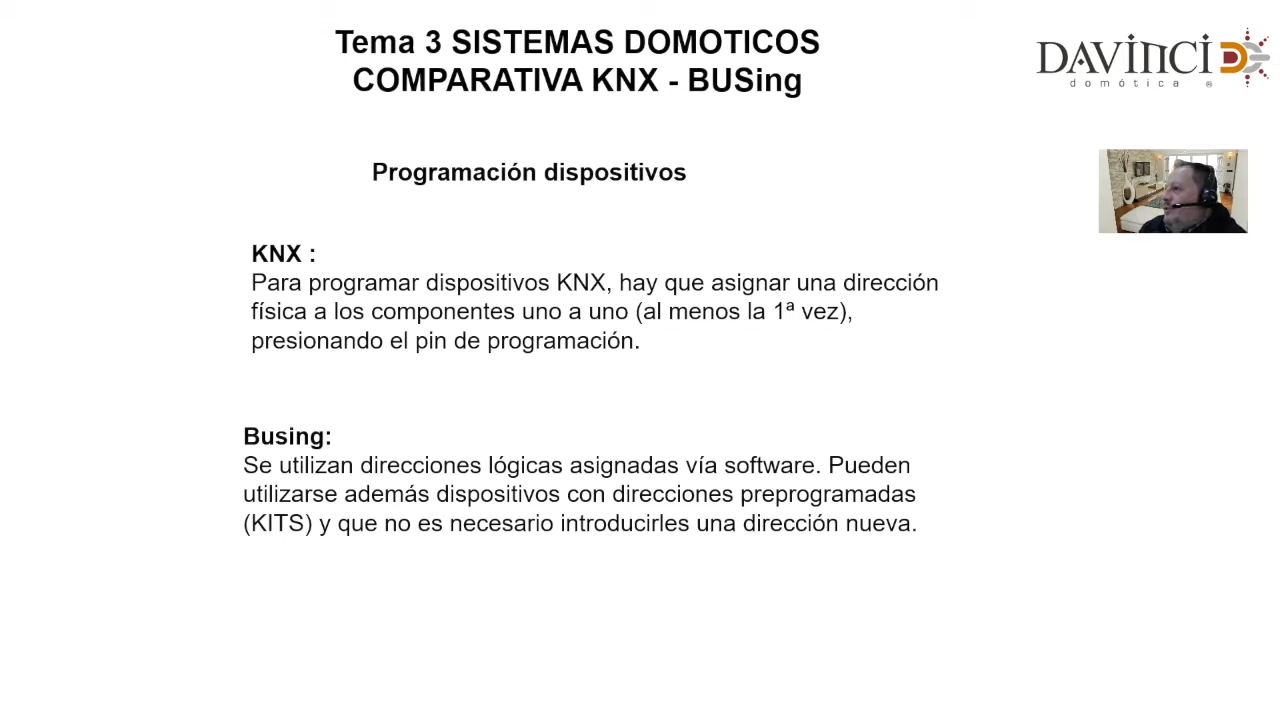 Tema 3 SISTEMAS DOMOTICOS
COMPARATIVA KNX - BUSing
DAVINCI
domótica ®
Programación dispositivos
KNX :
Para programar dispositivos KNX, hay que asignar una dirección
física a los componentes uno a uno (al menos la 1ª vez),
presionando el pin de programación.
Busing:
Se utilizan direcciones lógicas asignadas vía software. Pueden
utilizarse además dispositivos con direcciones preprogramadas
(KITS) y que no es necesario introducirles una dirección nueva.